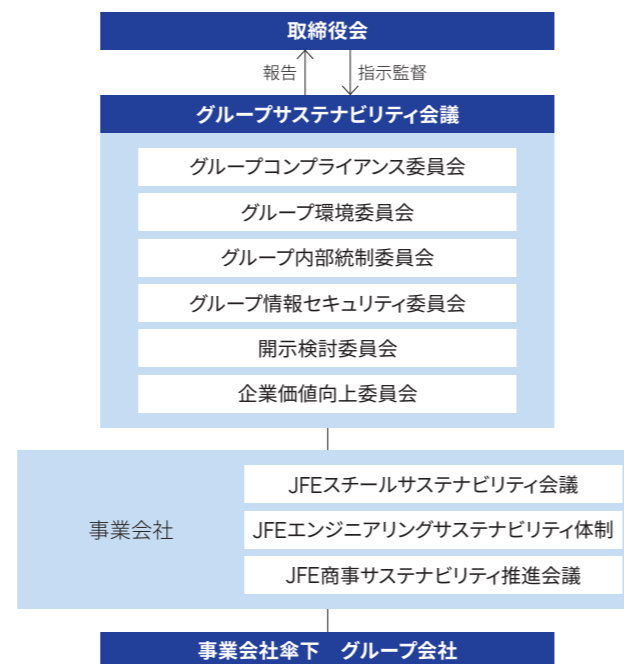 取締役会
報告
指示監督
グループサステナビリティ会議
グループコンプライアンス委員会
グループ環境委員会
グループ内部統制委員会
グループ情報セキュリティ委員会
開示検討委員会
企業価値向上委員会
事業会社
JFEスチールサステナビリティ会議
JFEエンジニアリングサステナビリティ体制
JFE商事サステナビリティ推進会議
事業会社傘下　グループ会社